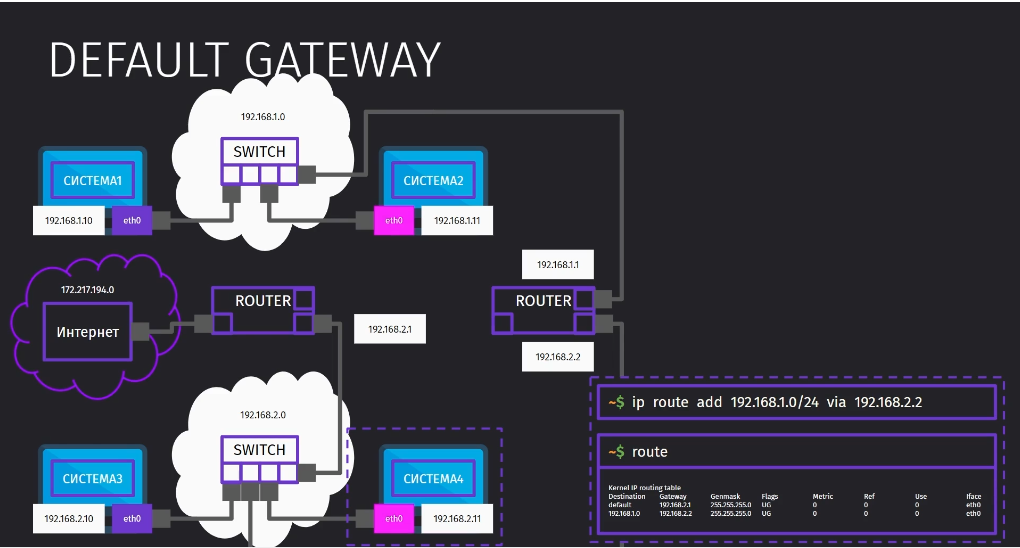 DEFAULT GATEWAY
192.168.1.0
SWITCH
СИСТЕМА1
192.168.1.10
eth0
СИСТЕМА2
eth0
192.168.1.11
172.217.194.0
Интернет
ROUTER
192.168.2.1
192.168.1.1
ROUTER
192.168.2.2
192.168.2.0
SWITCH
СИСТЕМА3
192.168.2.10
eth0
СИСТЕМА4
eth0
192.168.2.11
~$ ip route add 192.168.1.0/24 via 192.168.2.2
~$ route
Kernel IP routing table
Destination Gateway Genmask Flags Metric Ref Use Iface
default 192.168.2.1 255.255.255.0 UG 0 0 0 eth0
192.168.1.0 192.168.2.2 255.255.255.0 UG 0 0 0 eth0